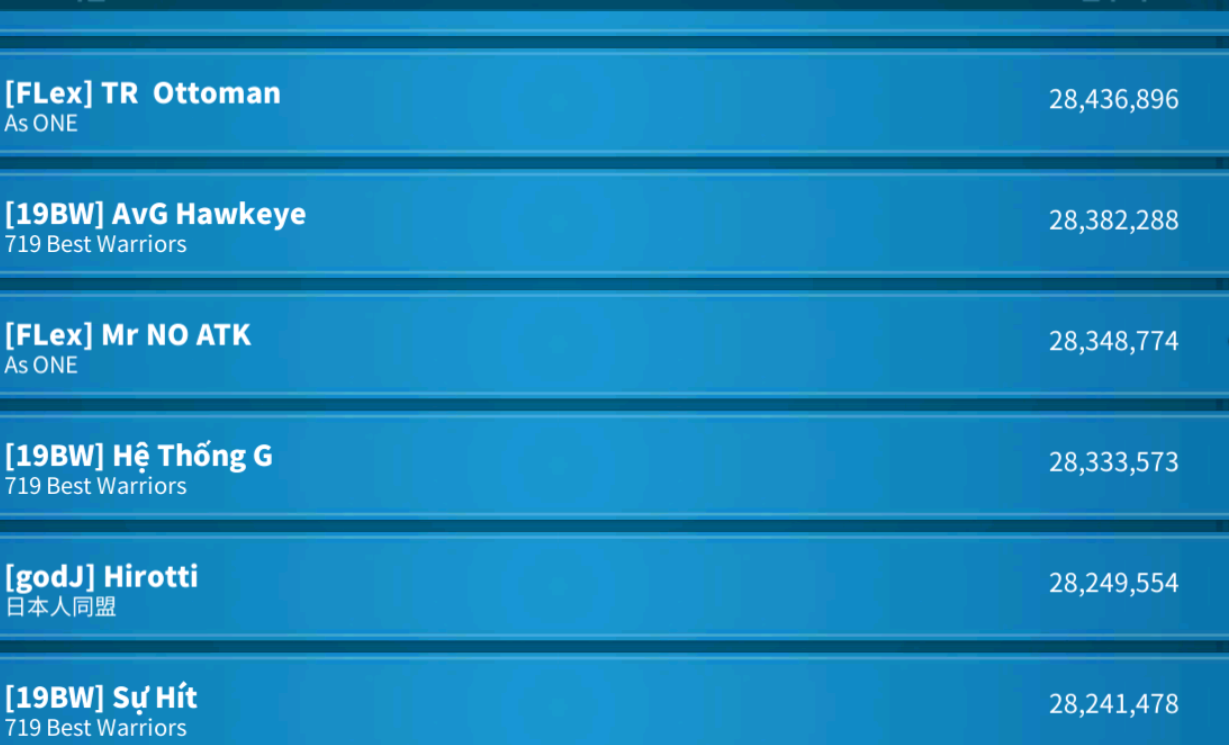 [FLex] TR  Ottoman
As ONE
28,436,896
[19BW] AvG Hawkeye
719 Best Warriors
28,382,288
[FLex] Mr NO ATK
As ONE
28,348,774
[19BW] Hệ Thống G
719 Best Warriors
28,333,573
[godJ] Hirotti
日本人同盟
28,249,554
[19BW] Sự Hít
719 Best Warriors
28,241,478